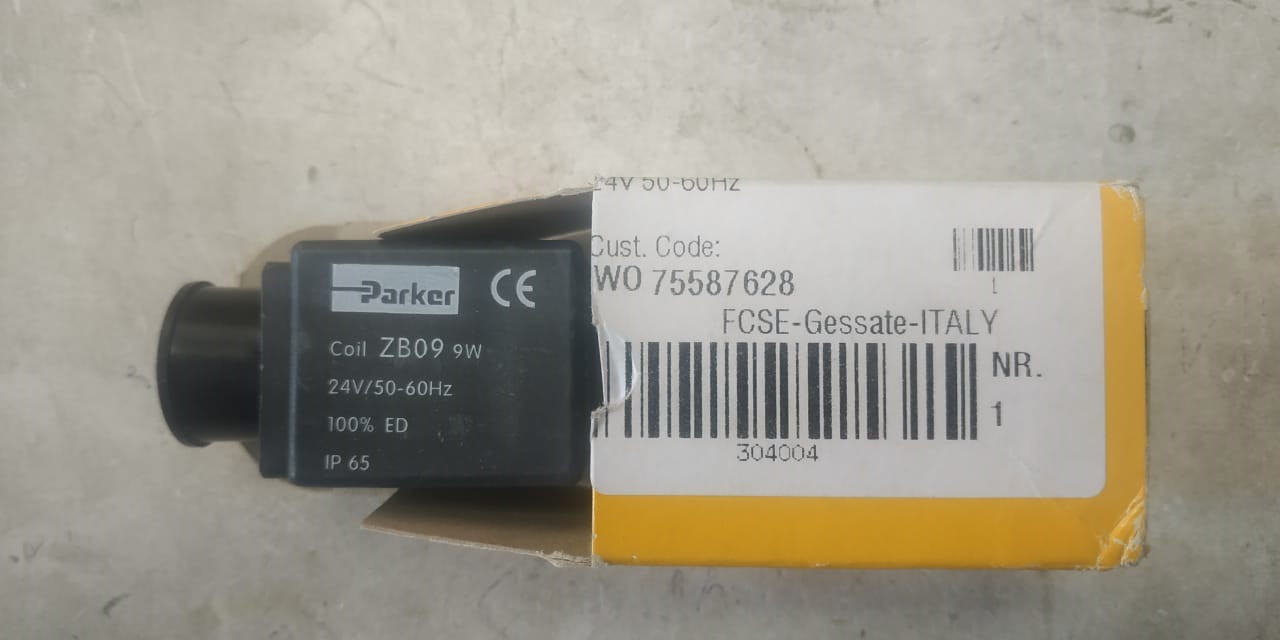 Parker CE
Coil ZB09 9W
24V/50-60Hz
100% ED
IP 65
24V 50-60Hz
Cust. Code:
WO 75587628
1
FCSE-Gessate-ITALY
NR.
1
304004